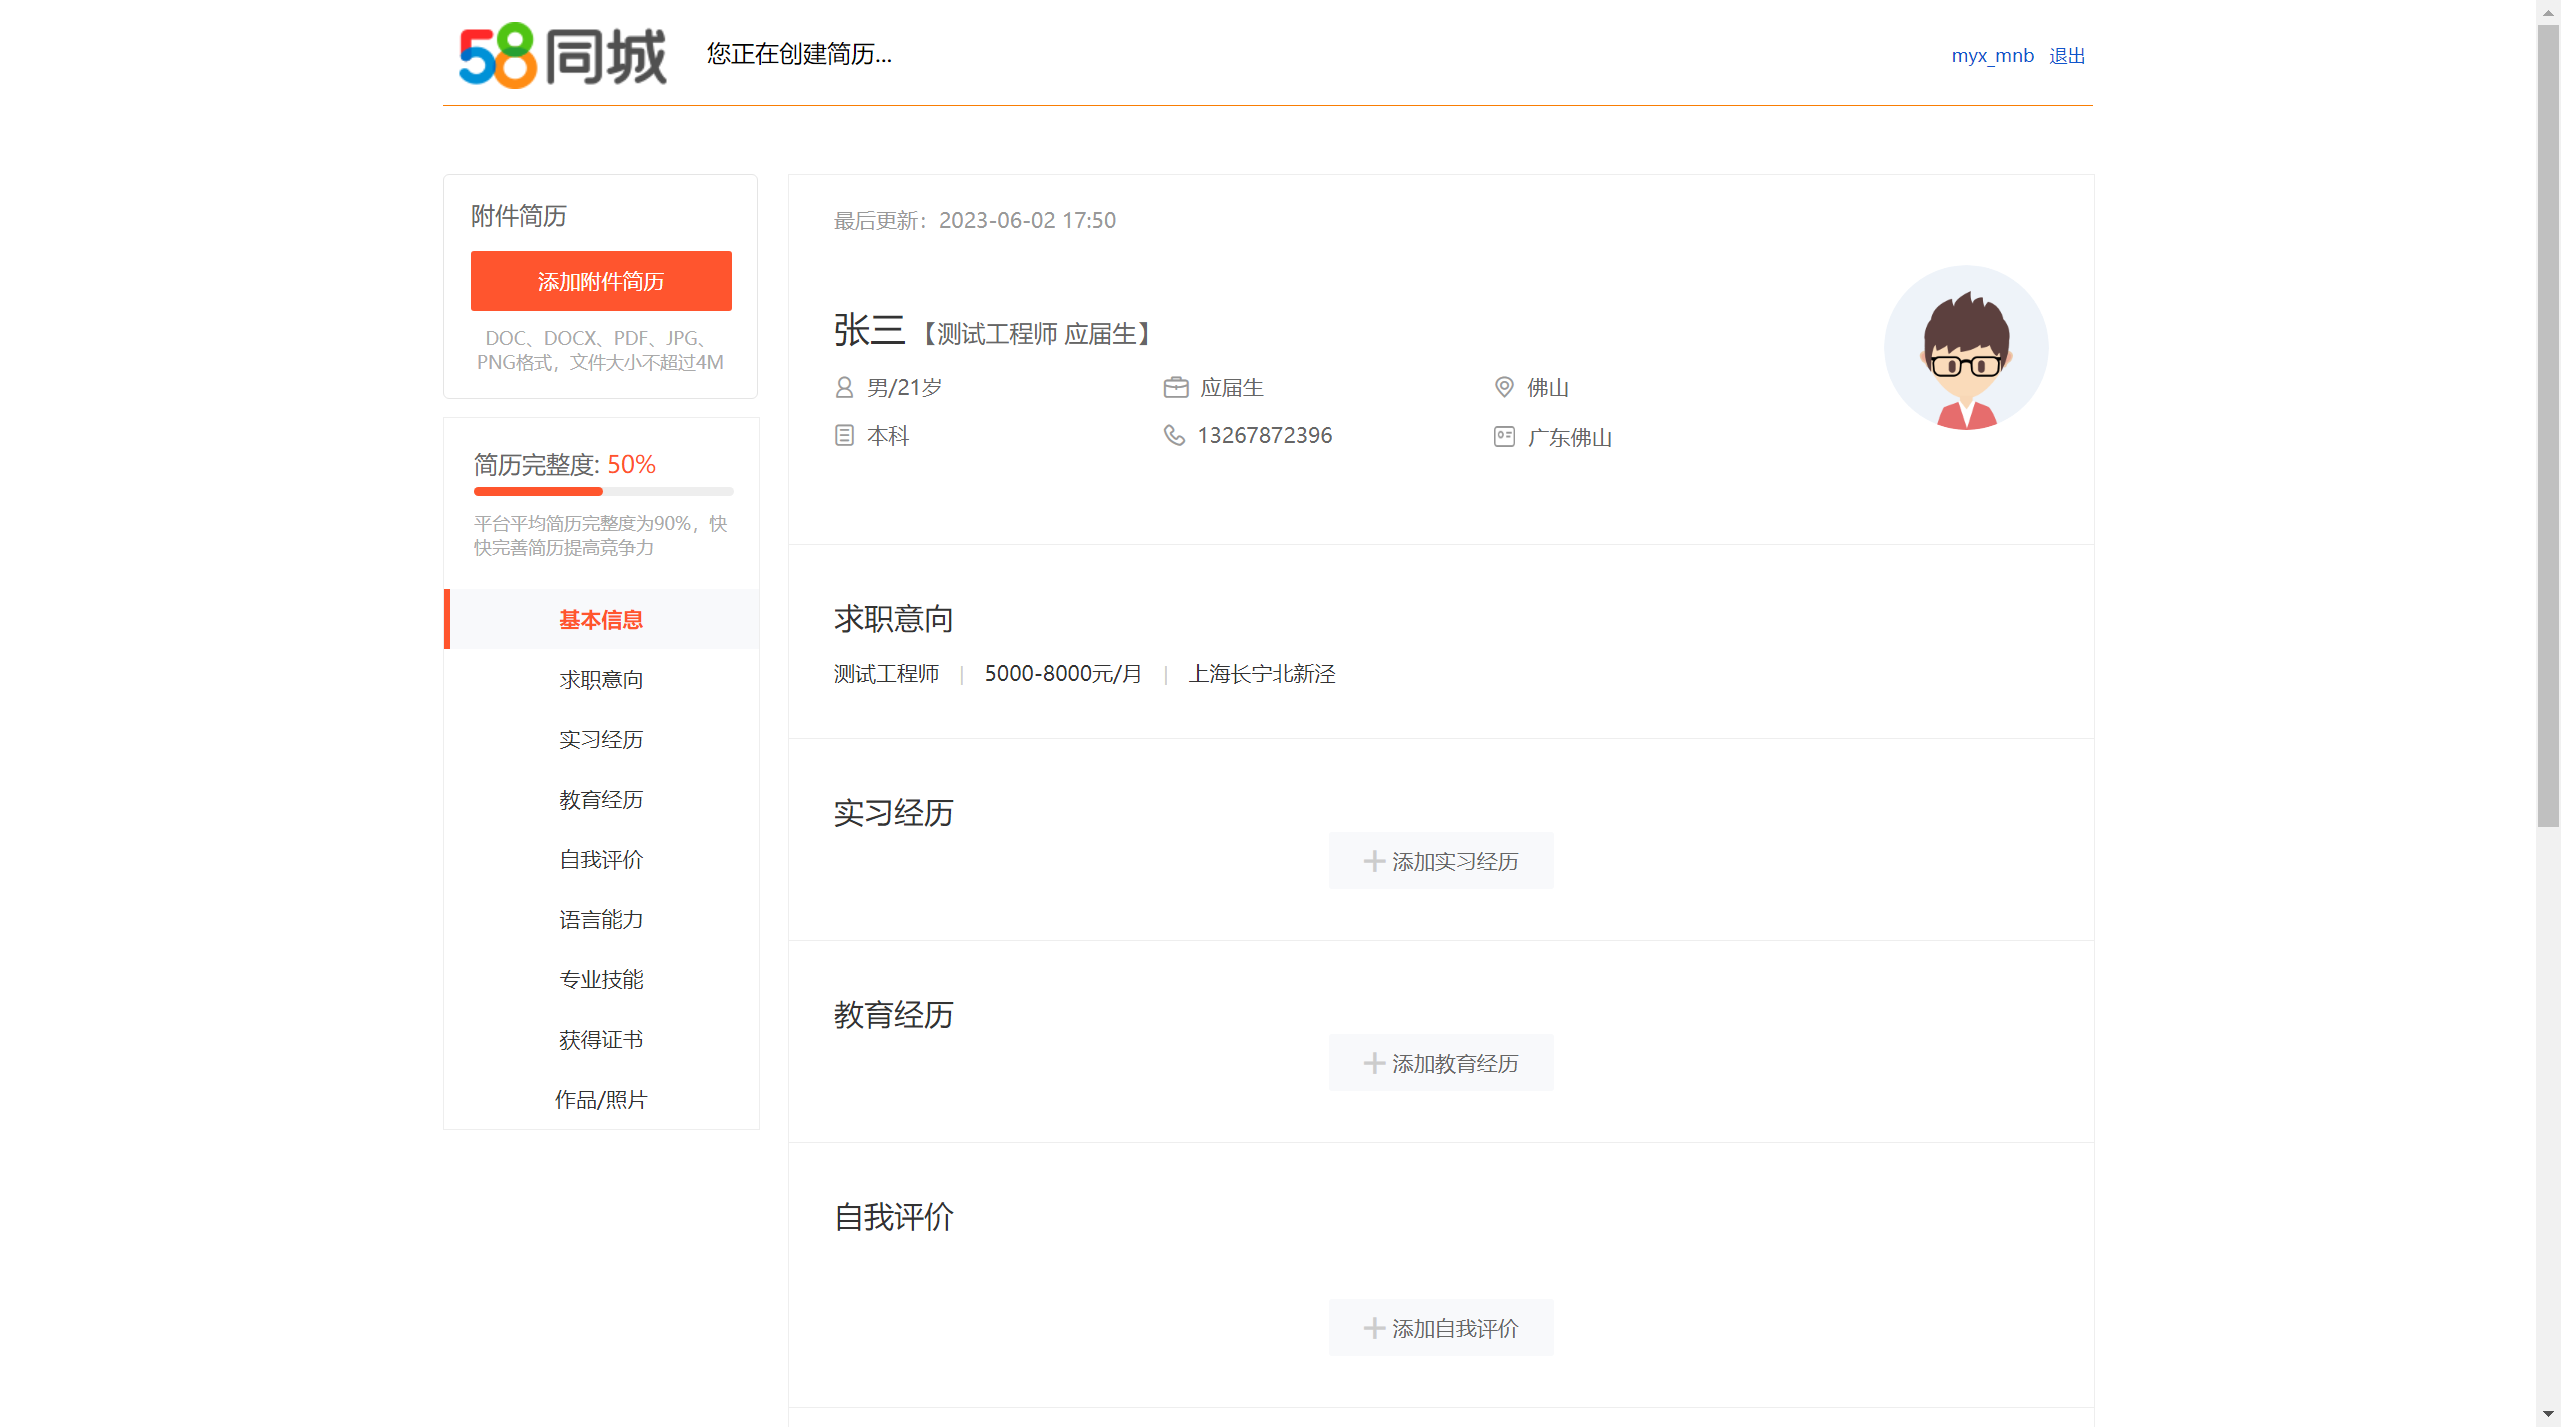 58同城
您正在创建简历...
myx_mnb 退出
附件简历
添加附件简历
DOC、DOCX、PDF、JPG、
PNG格式，文件大小不超过4M
简历完整度: 50%
平台平均简历完整度为90%，快
快完善简历提高竞争力
基本信息
求职意向
实习经历
教育经历
自我评价
语言能力
专业技能
获得证书
作品/照片
最后更新：2023-06-02 17:50
张三【测试工程师 应届生】
男/21岁 应届生 佛山
本科 13267872396 广东佛山
求职意向
测试工程师 | 5000-8000元/月 | 上海长宁北新泾
实习经历
添加实习经历
教育经历
添加教育经历
自我评价
添加自我评价